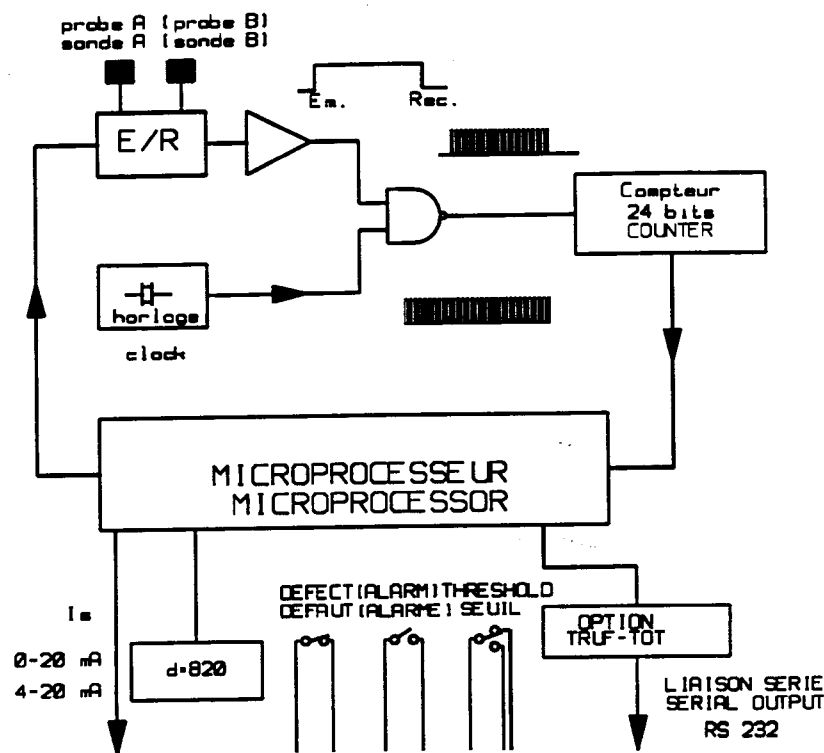 probe A (probe B)
sonde A (sonde B)
E/R
Em.
Rec.
Compteur
24 bits
COUNTER
horloge
clock
MICROPROCESSEUR
MICROPROCESSOR
Is
0-20 mA
4-20 mA
d=820
DEFECT(ALARM)THRESHOLD
DEFAUT(ALARME)SEUIL
OPTION
TRUF-TOT
LIAISON SERIE
SERIAL OUTPUT
RS 232